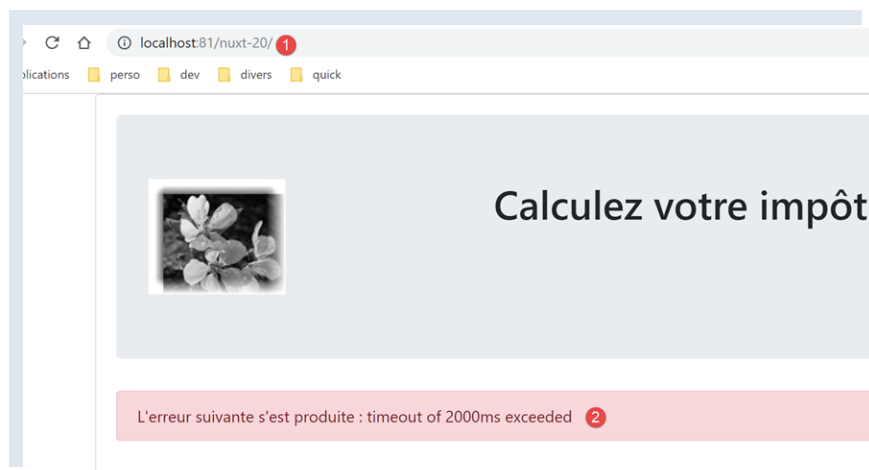 localhost:81/nuxt-20/ 1
plications perso dev divers quick
Calculez votre impôt
L'erreur suivante s'est produite : timeout of 2000ms exceeded 2